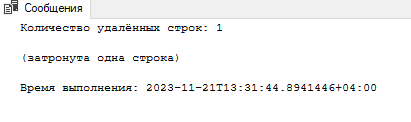 Сообщения
Количество удалённых строк: 1
(затронута одна строка)
Время выполнения: 2023-11-21T13:31:44.8941446+04:00